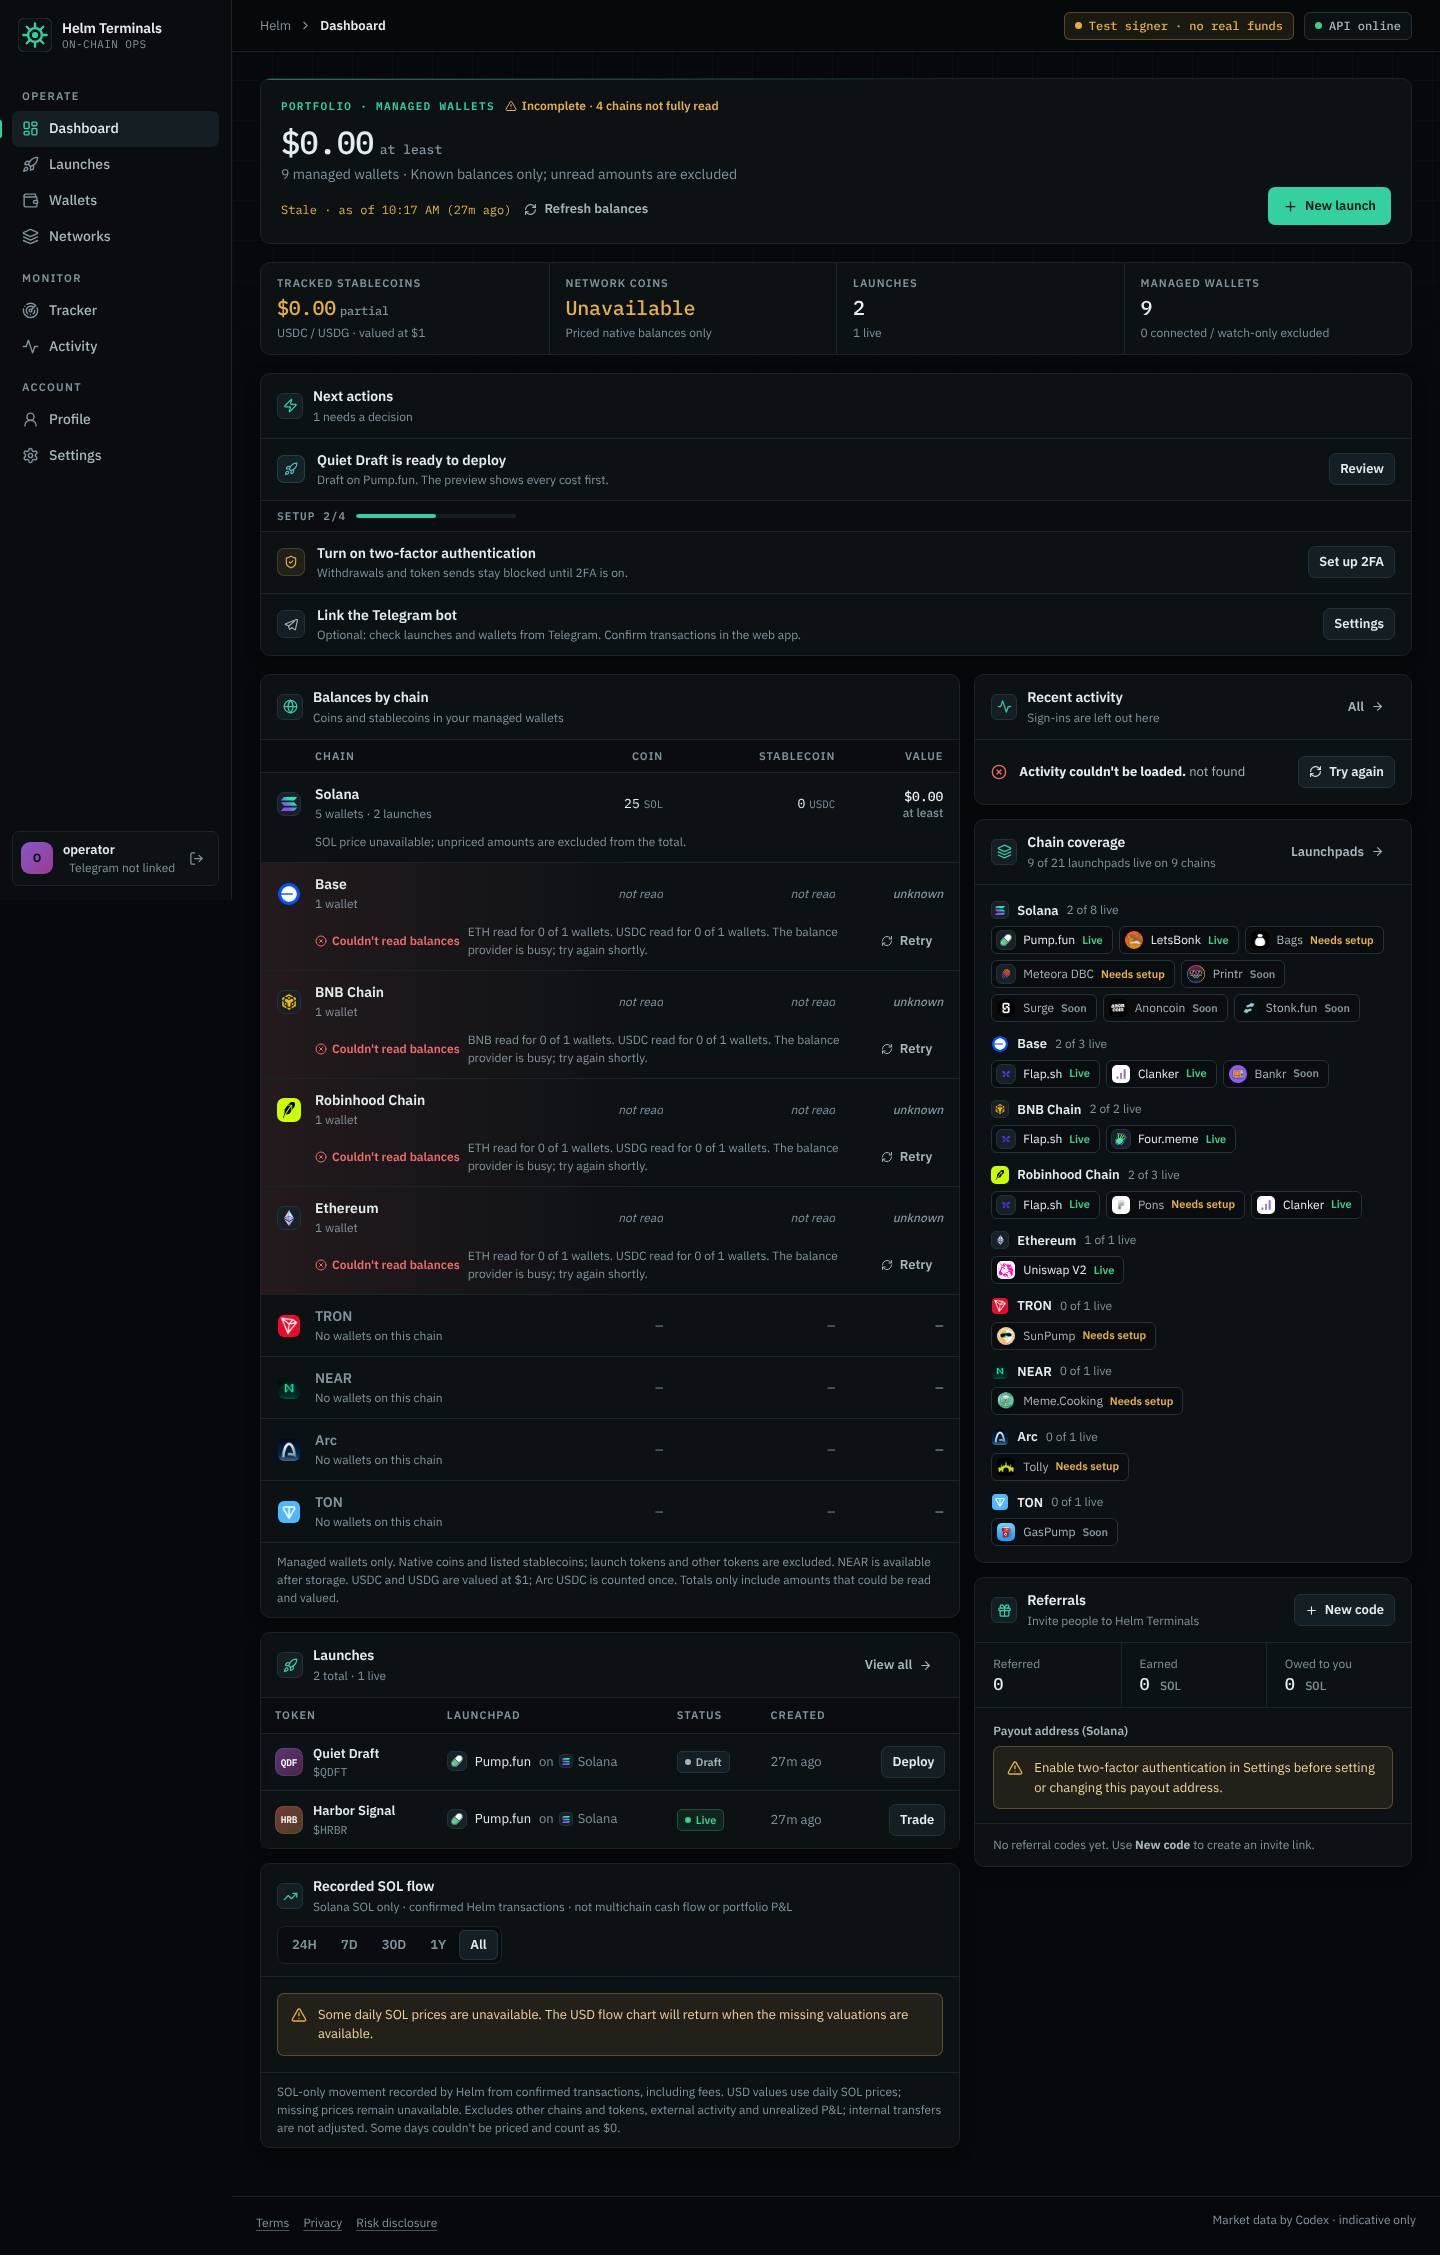 Helm Terminals
ON-CHAIN OPS
OPERATE
Dashboard
Launches
Wallets
Networks
MONITOR
Tracker
Activity
ACCOUNT
Profile
Settings
O
operator
Telegram not linked
Helm > Dashboard
Test signer · no real funds
API online
PORTFOLIO · MANAGED WALLETS Incomplete · 4 chains not fully read
$0.00 at least
9 managed wallets · Known balances only; unread amounts are excluded
Stale · as of 10:17 AM (27m ago) Refresh balances
+ New launch
TRACKED STABLECOINS
$0.00 partial
USDC / USDG · valued at $1
NETWORK COINS
Unavailable
Priced native balances only
LAUNCHES
2
1 live
MANAGED WALLETS
9
0 connected / watch-only excluded
Next actions
1 needs a decision
Quiet Draft is ready to deploy
Draft on Pump.fun. The preview shows every cost first.
Review
SETUP 2/4
Turn on two-factor authentication
Withdrawals and token sends stay blocked until 2FA is on.
Set up 2FA
Link the Telegram bot
Optional: check launches and wallets from Telegram. Confirm transactions in the web app.
Settings
Balances by chain
Coins and stablecoins in your managed wallets
CHAIN COIN STABLECOIN VALUE
Solana
5 wallets · 2 launches
25 SOL
0 USDC
$0.00
at least
SOL price unavailable; unpriced amounts are excluded from the total.
Base
1 wallet
not read
not read
unknown
Couldn't read balances
ETH read for 0 of 1 wallets. USDC read for 0 of 1 wallets. The balance
provider is busy; try again shortly.
Retry
BNB Chain
1 wallet
not read
not read
unknown
Couldn't read balances
BNB read for 0 of 1 wallets. USDC read for 0 of 1 wallets. The balance
provider is busy; try again shortly.
Retry
Robinhood Chain
1 wallet
not read
not read
unknown
Couldn't read balances
ETH read for 0 of 1 wallets. USDG read for 0 of 1 wallets. The balance
provider is busy; try again shortly.
Retry
Ethereum
1 wallet
not read
not read
unknown
Couldn't read balances
ETH read for 0 of 1 wallets. USDC read for 0 of 1 wallets. The balance
provider is busy; try again shortly.
Retry
TRON
No wallets on this chain
– – –
NEAR
No wallets on this chain
– – –
Arc
No wallets on this chain
– – –
TON
No wallets on this chain
– – –
Managed wallets only. Native coins and listed stablecoins; launch tokens and other tokens are excluded. NEAR is available
after storage. USDC and USDG are valued at $1; Arc USDC is counted once. Totals only include amounts that could be read
and valued.
Launches
2 total · 1 live
View all →
TOKEN LAUNCHPAD STATUS CREATED
QDF
Quiet Draft
$QDFT
Pump.fun on Solana
Draft
27m ago
Deploy
HRB
Harbor Signal
$HRBR
Pump.fun on Solana
Live
27m ago
Trade
Recorded SOL flow
Solana SOL only · confirmed Helm transactions · not multichain cash flow or portfolio P&L
24H 7D 30D 1Y All
Some daily SOL prices are unavailable. The USD flow chart will return when the missing valuations are
available.
SOL-only movement recorded by Helm from confirmed transactions, including fees. USD values use daily SOL prices;
missing prices remain unavailable. Excludes other chains and tokens, external activity and unrealized P&L; internal transfers
are not adjusted. Some days couldn't be priced and count as $0.
Recent activity
Sign-ins are left out here
All →
Activity couldn't be loaded. not found
Try again
Chain coverage
9 of 21 launchpads live on 9 chains
Launchpads →
Solana 2 of 8 live
Pump.fun Live LetsBonk Live Bags Needs setup
Meteora DBC Needs setup Printr Soon
Surge Soon Anoncoin Soon Stonk.fun Soon
Base 2 of 3 live
Flap.sh Live Clanker Live Bankr Soon
BNB Chain 2 of 2 live
Flap.sh Live Four.meme Live
Robinhood Chain 2 of 3 live
Flap.sh Live Pons Needs setup Clanker Live
Ethereum 1 of 1 live
Uniswap V2 Live
TRON 0 of 1 live
SunPump Needs setup
NEAR 0 of 1 live
Meme.Cooking Needs setup
Arc 0 of 1 live
Tolly Needs setup
TON 0 of 1 live
GasPump Soon
Referrals
Invite people to Helm Terminals
+ New code
Referred
0
Earned
0 SOL
Owed to you
0 SOL
Payout address (Solana)
Enable two-factor authentication in Settings before setting
or changing this payout address.
No referral codes yet. Use New code to create an invite link.
Terms Privacy Risk disclosure
Market data by Codex · indicative only